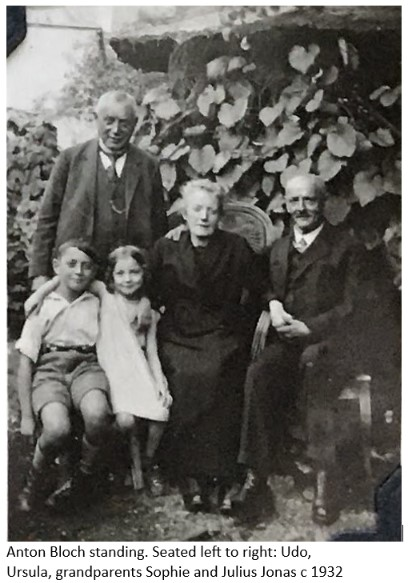 Anton Bloch standing. Seated left to right: Udo,
Ursula, grandparents Sophie and Julius Jonas c 1932